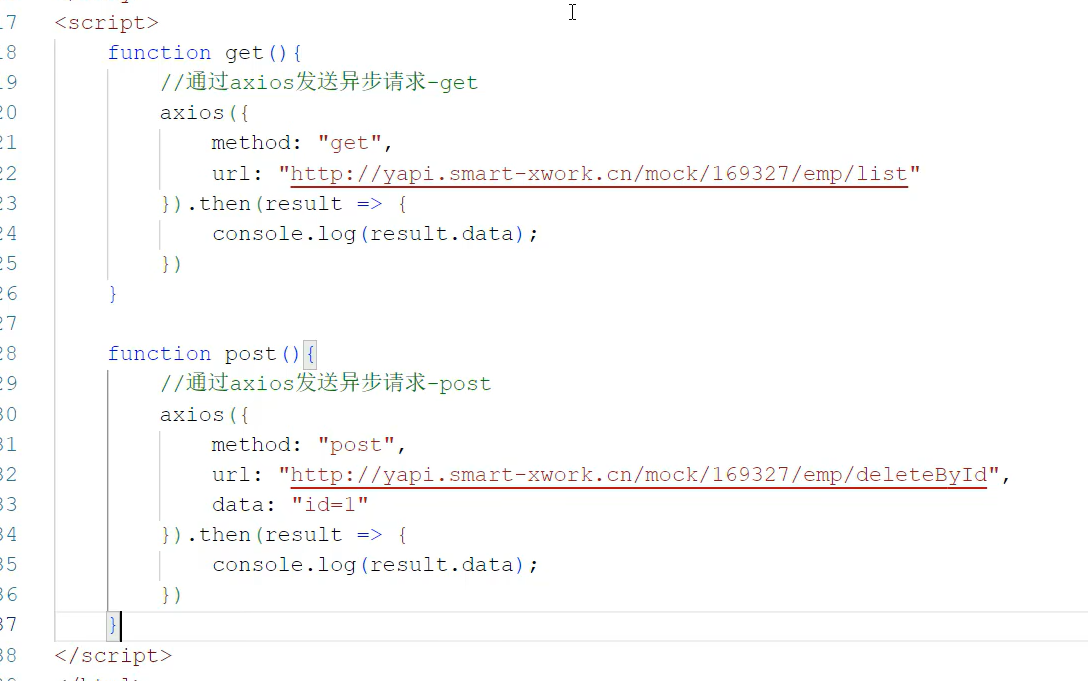 17 <script>
18 function get(){
19 //通过axios发送异步请求-get
20 axios({
21 method: "get",
22 url: "http://yapi.smart-xwork.cn/mock/169327/emp/list"
23 }).then(result => {
24 console.log(result.data);
25 })
26 }
27
28 function post(){
29 //通过axios发送异步请求-post
30 axios({
31 method: "post",
32 url: "http://yapi.smart-xwork.cn/mock/169327/emp/deleteById",
33 data: "id=1"
34 }).then(result => {
35 console.log(result.data);
36 })
37 }
38 </script>